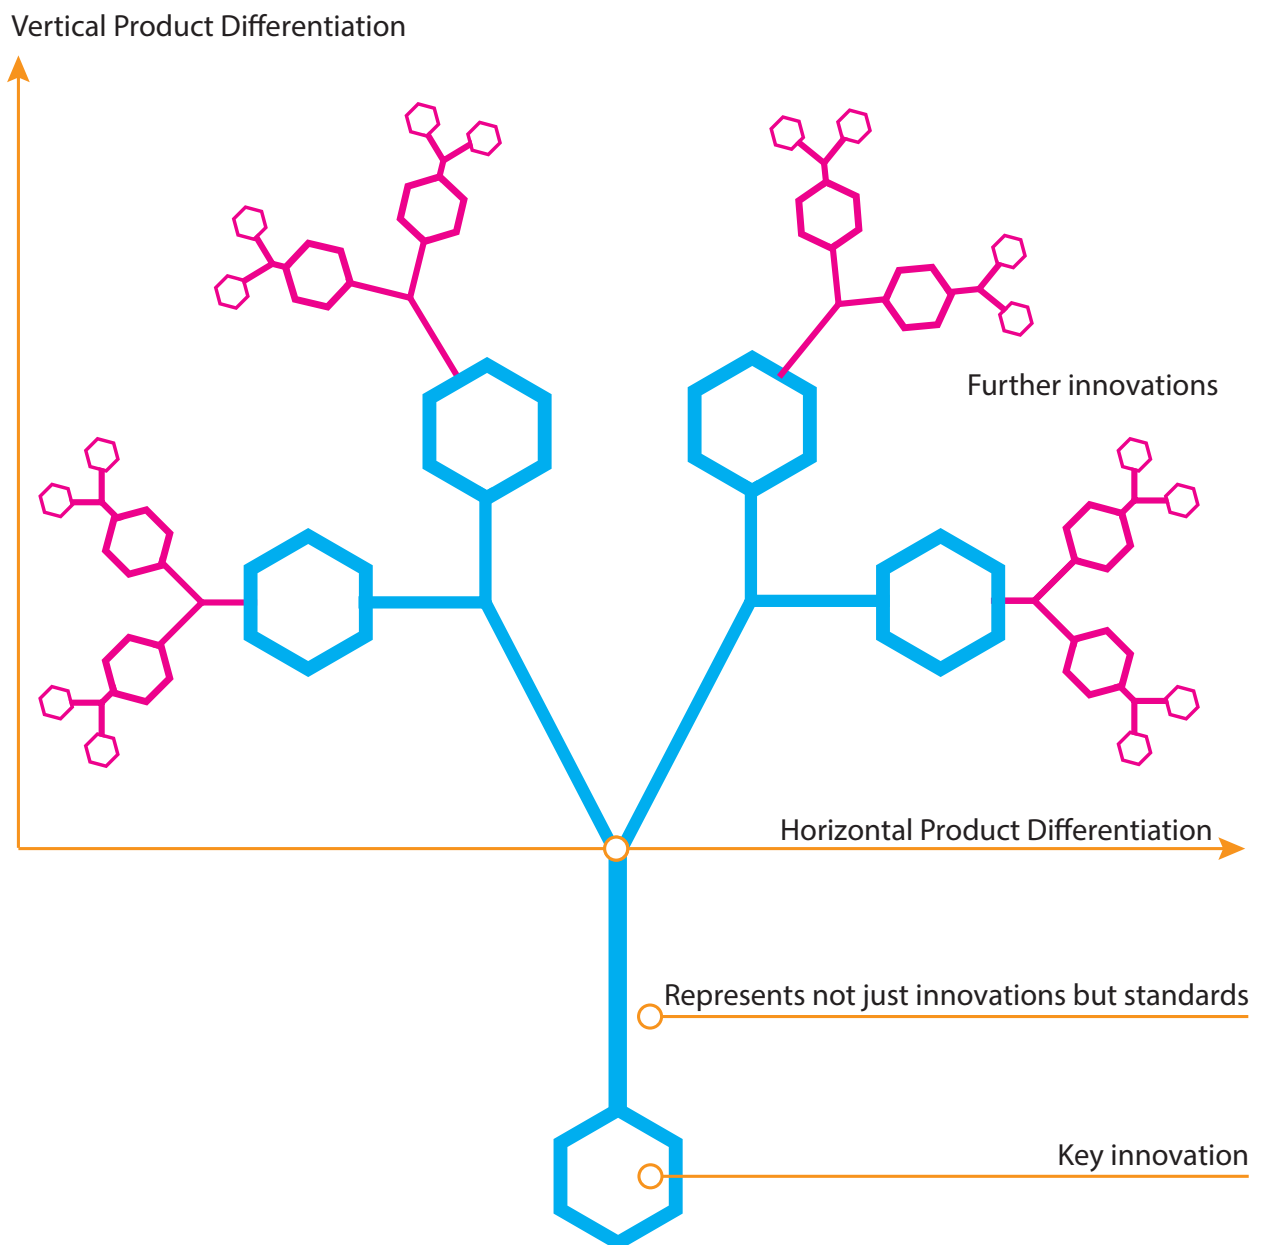 Vertical Product Differentiation
Further innovations
Horizontal Product Differentiation
Represents not just innovations but standards
Key innovation